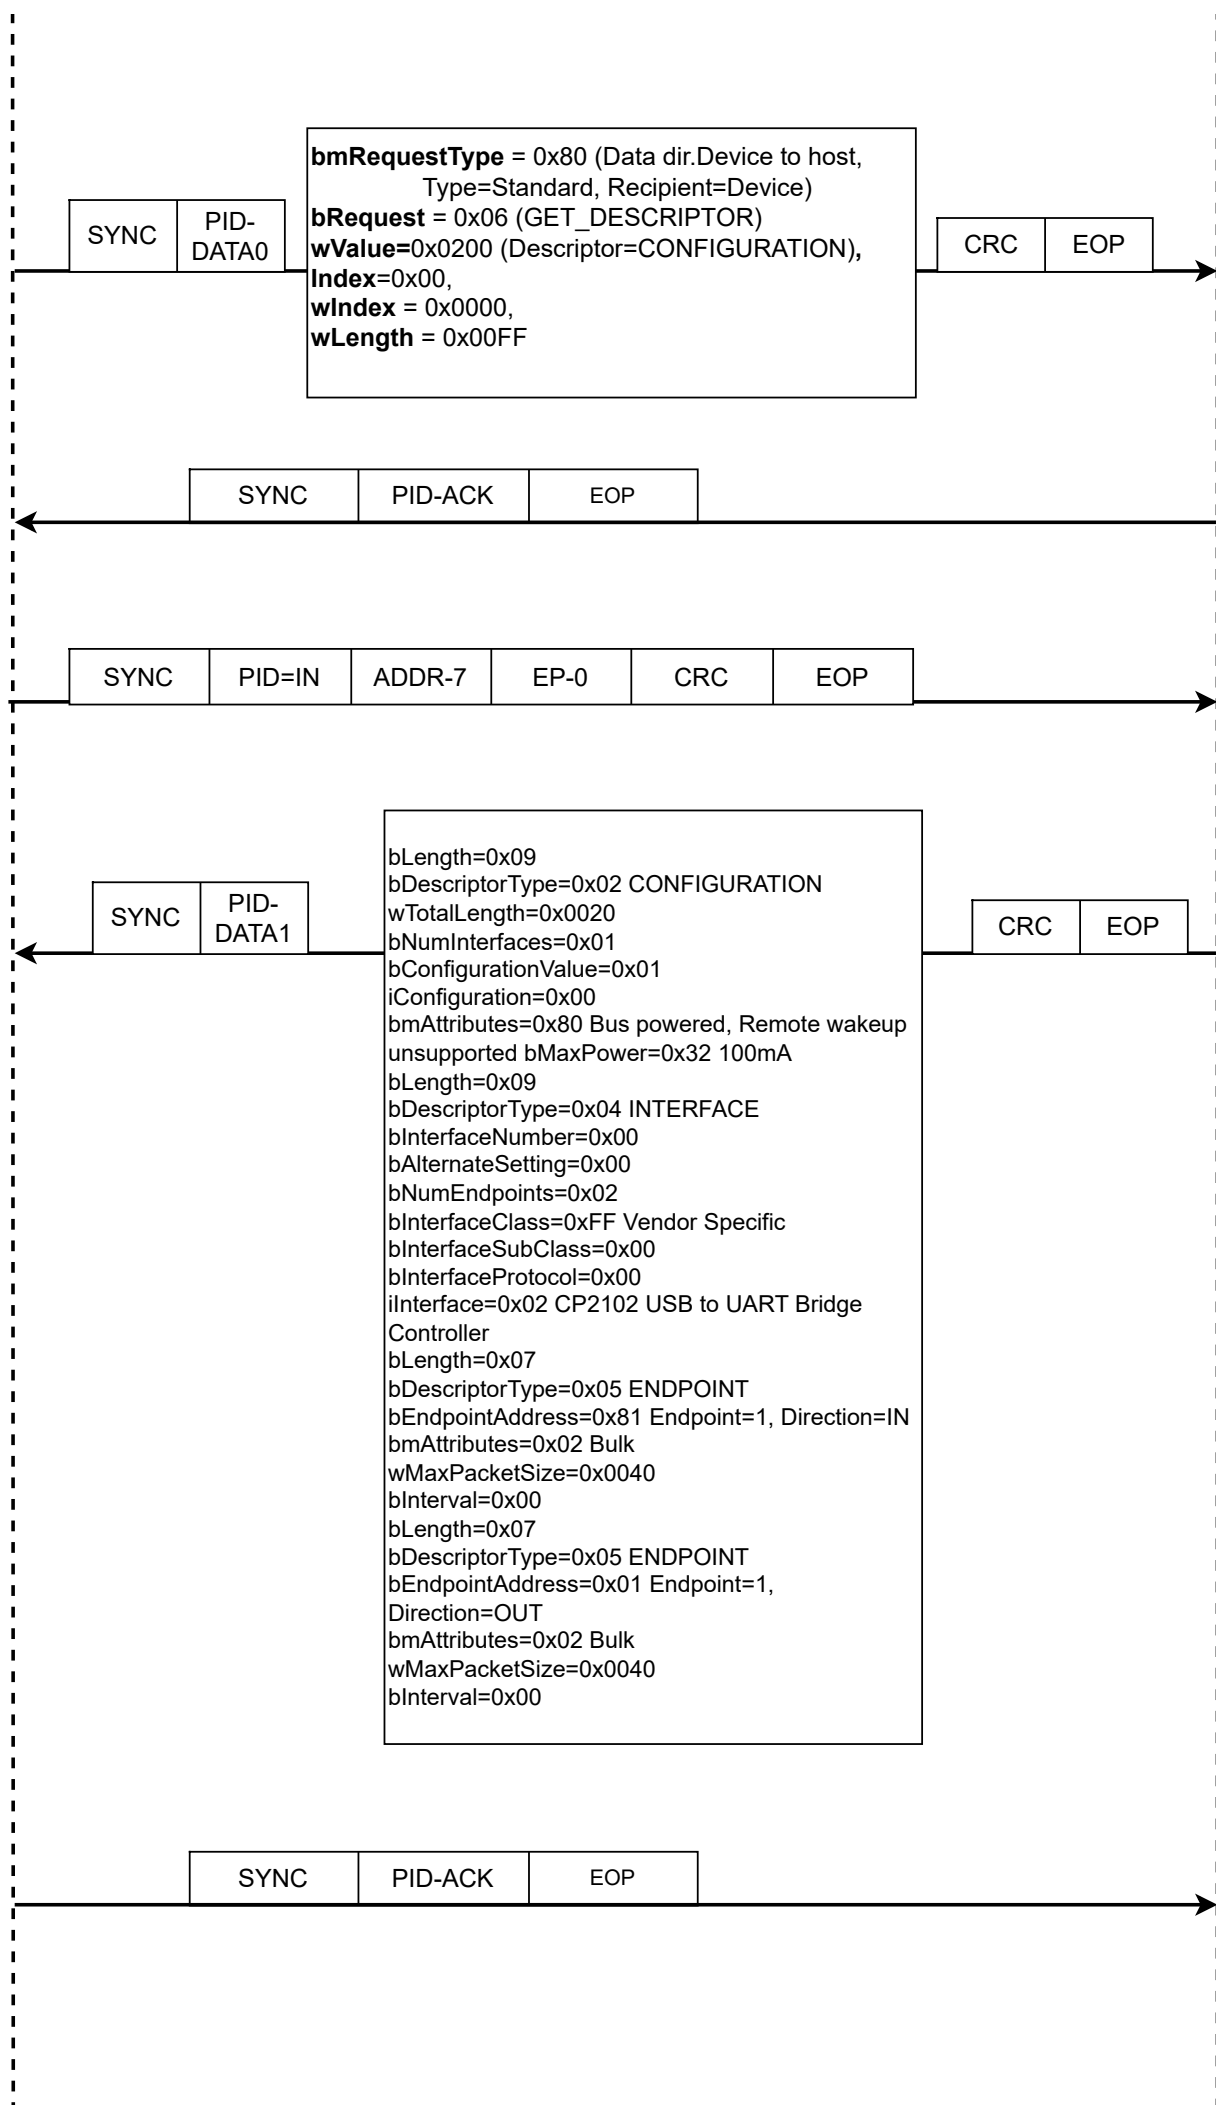 SYNC
PID-
DATA0
bmRequestType = 0x80 (Data dir.Device to host,
Type=Standard, Recipient=Device)
bRequest = 0x06 (GET_DESCRIPTOR)
wValue=0x0200 (Descriptor=CONFIGURATION),
Index=0x00,
wIndex = 0x0000,
wLength = 0x00FF
CRC
EOP
SYNC
PID-ACK
EOP
SYNC
PID=IN
ADDR-7
EP-0
CRC
EOP
SYNC
PID-
DATA1
bLength=0x09
bDescriptorType=0x02 CONFIGURATION
wTotalLength=0x0020
bNumInterfaces=0x01
bConfigurationValue=0x01
iConfiguration=0x00
bmAttributes=0x80 Bus powered, Remote wakeup
unsupported bMaxPower=0x32 100mA
bLength=0x09
bDescriptorType=0x04 INTERFACE
bInterfaceNumber=0x00
bAlternateSetting=0x00
bNumEndpoints=0x02
bInterfaceClass=0xFF Vendor Specific
bInterfaceSubClass=0x00
bInterfaceProtocol=0x00
iInterface=0x02 CP2102 USB to UART Bridge
Controller
bLength=0x07
bDescriptorType=0x05 ENDPOINT
bEndpointAddress=0x81 Endpoint=1, Direction=IN
bmAttributes=0x02 Bulk
wMaxPacketSize=0x0040
bInterval=0x00
bLength=0x07
bDescriptorType=0x05 ENDPOINT
bEndpointAddress=0x01 Endpoint=1,
Direction=OUT
bmAttributes=0x02 Bulk
wMaxPacketSize=0x0040
bInterval=0x00
CRC
EOP
SYNC
PID-ACK
EOP